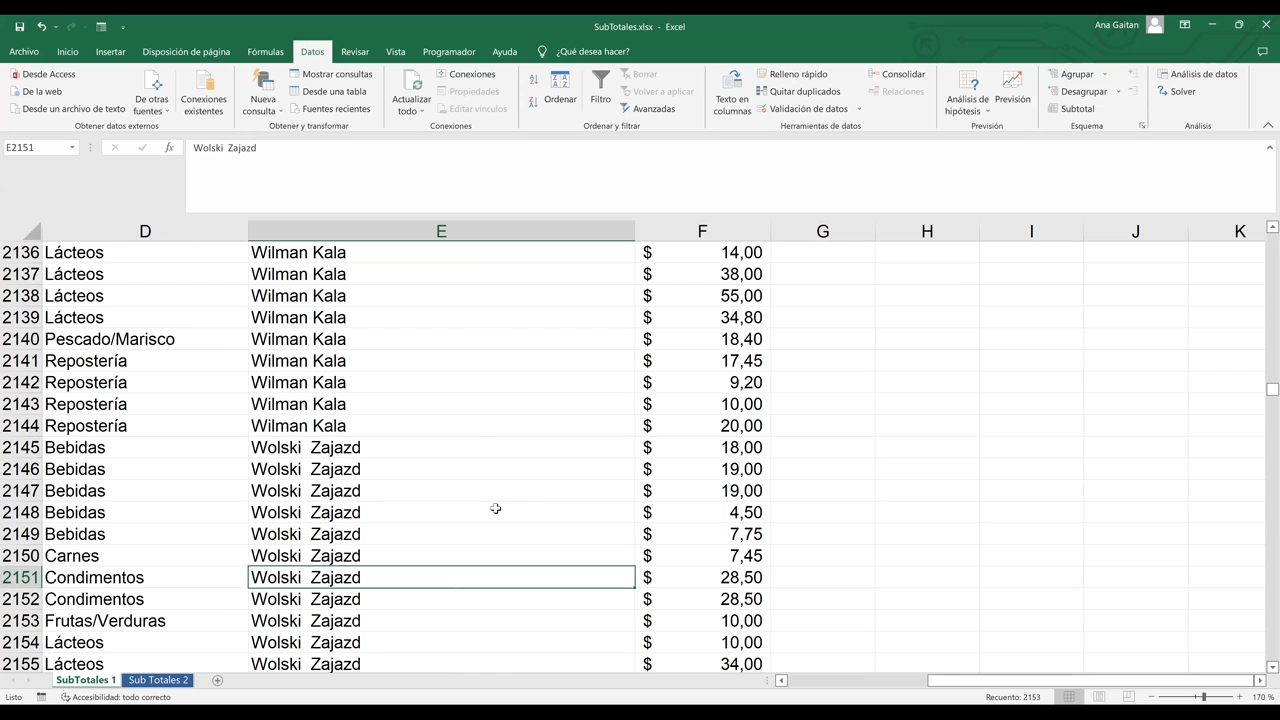 SubTotales.xlsx - Excel
Ana Gaitan
Archivo Inicio Insertar Disposición de página Fórmulas Datos Revisar Vista Programador Ayuda ¿Qué desea hacer?
Desde Access
De la web
Desde un archivo de texto
De otras fuentes
Conexiones existentes
Obtener datos externos
Nueva consulta
Mostrar consultas
Desde una tabla
Fuentes recientes
Obtener y transformar
Actualizar todo
Conexiones
Propiedades
Editar vínculos
Conexiones
Ordenar
Filtro
Borrar
Volver a aplicar
Avanzadas
Ordenar y filtrar
Texto en columnas
Relleno rápido
Quitar duplicados
Validación de datos
Consolidar
Relaciones
Herramientas de datos
Análisis de hipótesis
Previsión
Previsión
Agrupar
Desagrupar
Subtotal
Esquema
Análisis de datos
Solver
Análisis
E2151 fx Wolski  Zajazd
D E F G H I J K
2136 Lácteos Wilman Kala $ 14,00
2137 Lácteos Wilman Kala $ 38,00
2138 Lácteos Wilman Kala $ 55,00
2139 Lácteos Wilman Kala $ 34,80
2140 Pescado/Marisco Wilman Kala $ 18,40
2141 Repostería Wilman Kala $ 17,45
2142 Repostería Wilman Kala $ 9,20
2143 Repostería Wilman Kala $ 10,00
2144 Repostería Wilman Kala $ 20,00
2145 Bebidas Wolski  Zajazd $ 18,00
2146 Bebidas Wolski  Zajazd $ 19,00
2147 Bebidas Wolski  Zajazd $ 19,00
2148 Bebidas Wolski  Zajazd $ 4,50
2149 Bebidas Wolski  Zajazd $ 7,75
2150 Carnes Wolski  Zajazd $ 7,45
2151 Condimentos Wolski  Zajazd $ 28,50
2152 Condimentos Wolski  Zajazd $ 28,50
2153 Frutas/Verduras Wolski  Zajazd $ 10,00
2154 Lácteos Wolski  Zajazd $ 10,00
2155 Lácteos Wolski  Zajazd $ 34,00
SubTotales 1 Sub Totales 2
Listo Accesibilidad: todo correcto Recuento: 2153 170 %